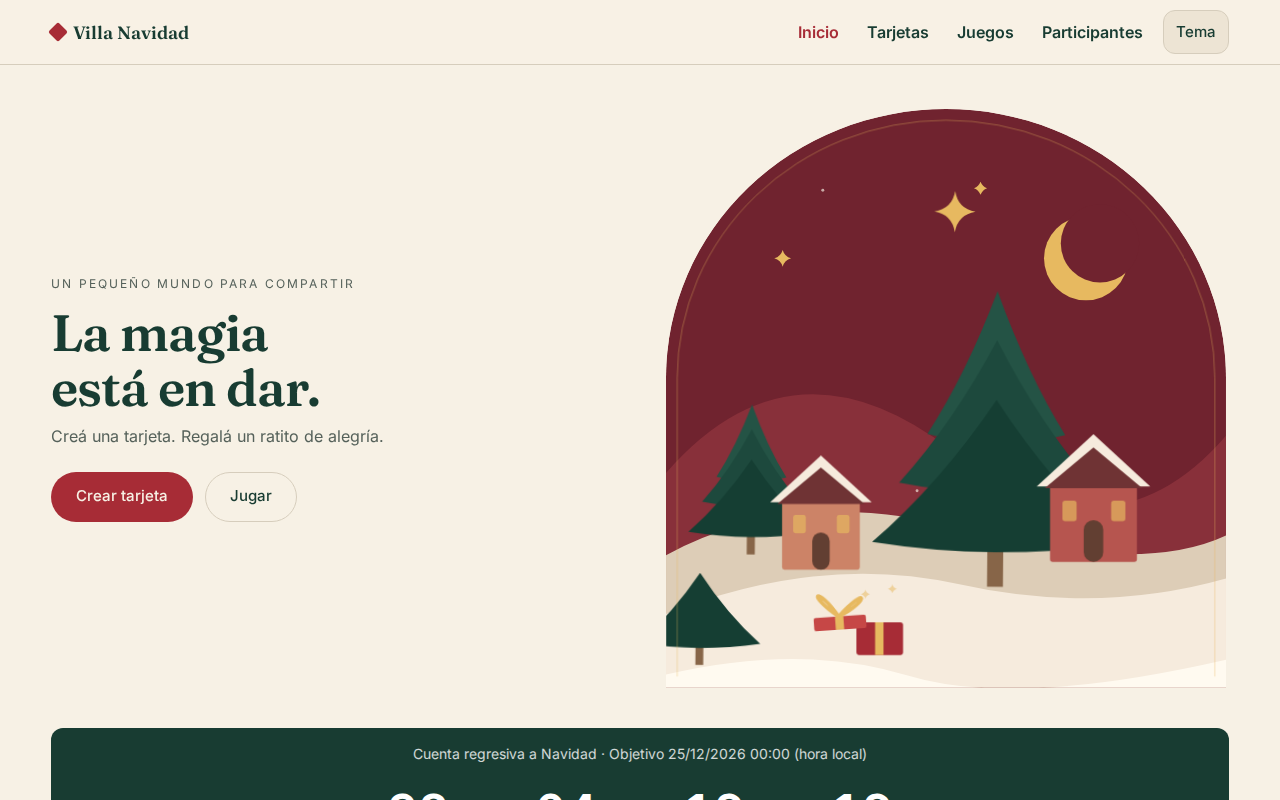 Villa Navidad
Inicio Tarjetas Juegos Participantes Tema
UN PEQUEÑO MUNDO PARA COMPARTIR
La magia
está en dar.
Creá una tarjeta. Regalá un ratito de alegría.
Crear tarjeta Jugar
Cuenta regresiva a Navidad · Objetivo 25/12/2026 00:00 (hora local)